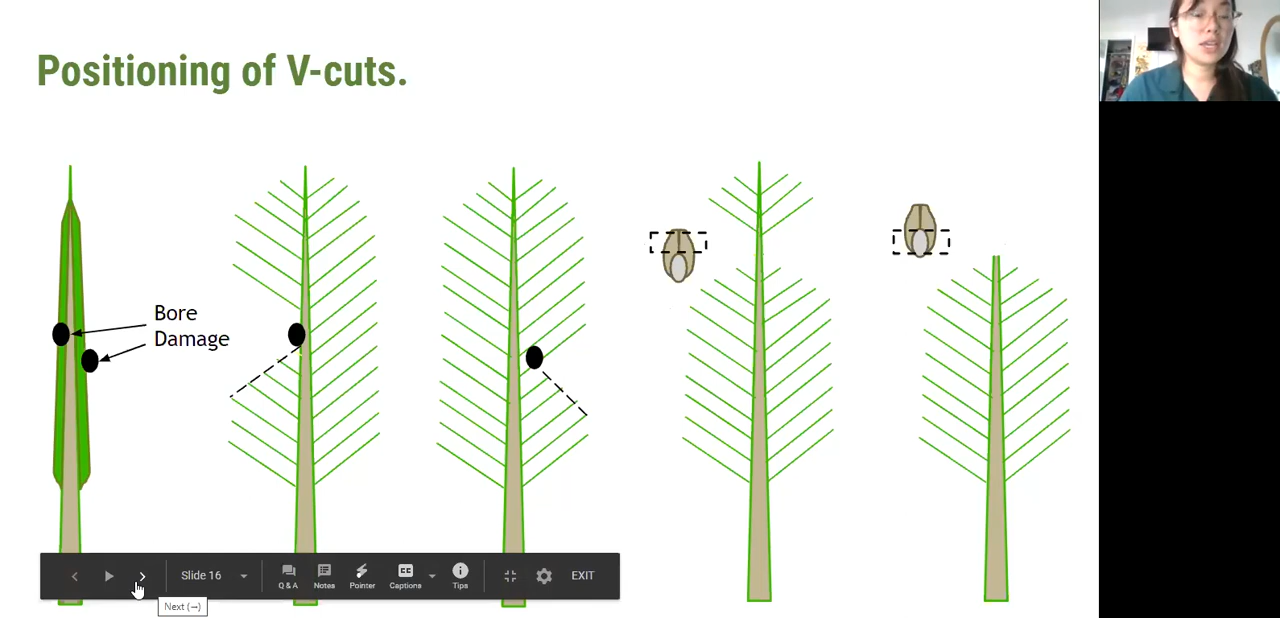 Positioning of V-cuts.
Bore
Damage
Slide 16
Q & A
Notes
Pointer
Captions
Tips
EXIT
Next (→)